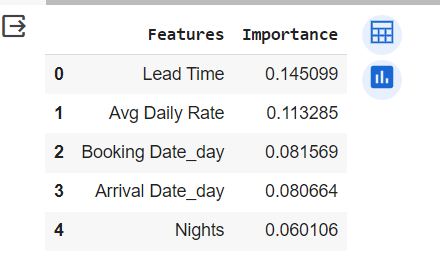 Features Importance
0 Lead Time 0.145099
1 Avg Daily Rate 0.113285
2 Booking Date_day 0.081569
3 Arrival Date_day 0.080664
4 Nights 0.060106